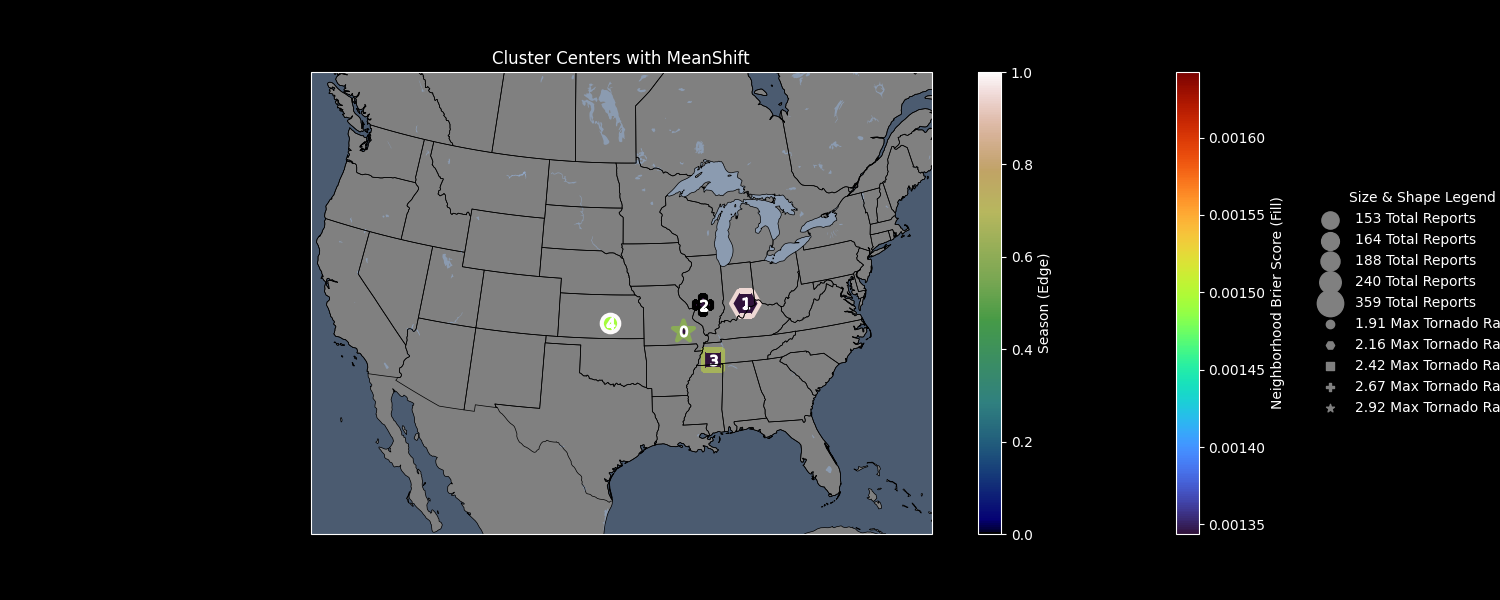 Cluster Centers with MeanShift
2
1
4
0
3
1.0
0.8
0.6
0.4
0.2
0.0
Season (Edge)
0.00160
0.00155
0.00150
0.00145
0.00140
0.00135
Neighborhood Brier Score (Fill)
Size & Shape Legend
153 Total Reports
164 Total Reports
188 Total Reports
240 Total Reports
359 Total Reports
1.91 Max Tornado Ra
2.16 Max Tornado Ra
2.42 Max Tornado Ra
2.67 Max Tornado Ra
2.92 Max Tornado Ra